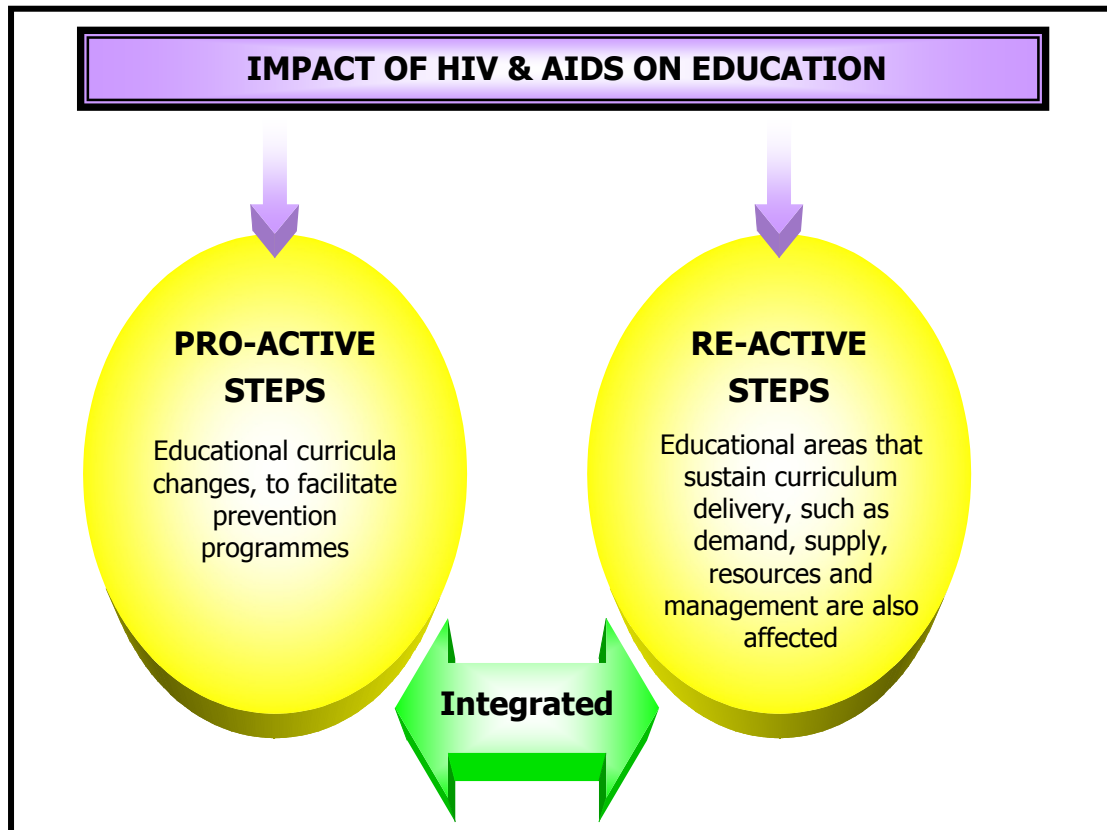 IMPACT OF HIV & AIDS ON EDUCATION
PRO-ACTIVE
STEPS
Educational curricula
changes, to facilitate
prevention
programmes
RE-ACTIVE
STEPS
Educational areas that
sustain curriculum
delivery, such as
demand, supply,
resources and
management are also
affected
Integrated